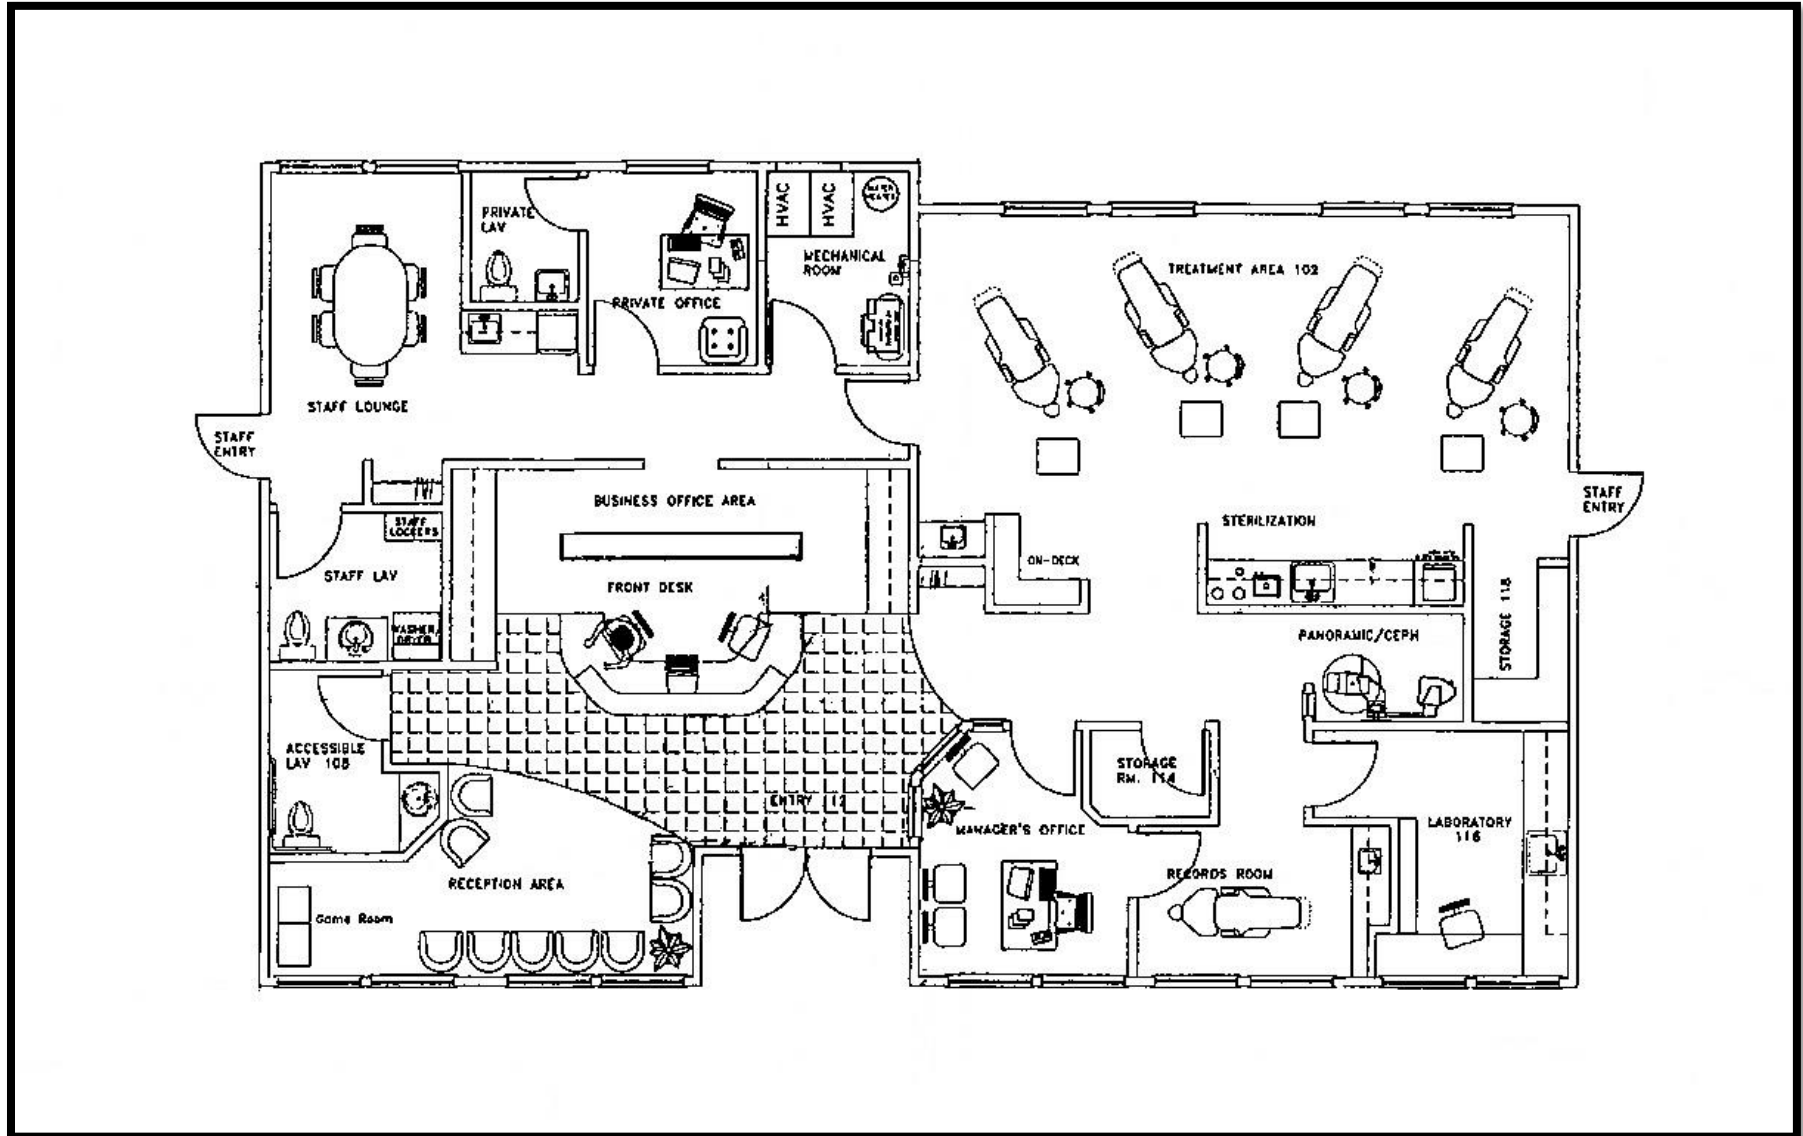 HVAC
HVAC
WATER
HEATER
PRIVATE
LAV
MECHANICAL
ROOM
TREATMENT AREA 102
PRIVATE OFFICE
STAFF LOUNGE
STAFF
ENTRY
BUSINESS OFFICE AREA
STAFF
ENTRY
STAFF
LOCKERS
STERILIZATION
ON-DECK
STAFF LAV
FRONT DESK
WASHER/
DRYER
PANORAMIC/CEPH
STORAGE 118
ACCESSIBLE
LAV 108
STORAGE
RM. 114
ENTRY 112
MANAGER'S OFFICE
LABORATORY
116
RECORDS ROOM
RECEPTION AREA
Game Room